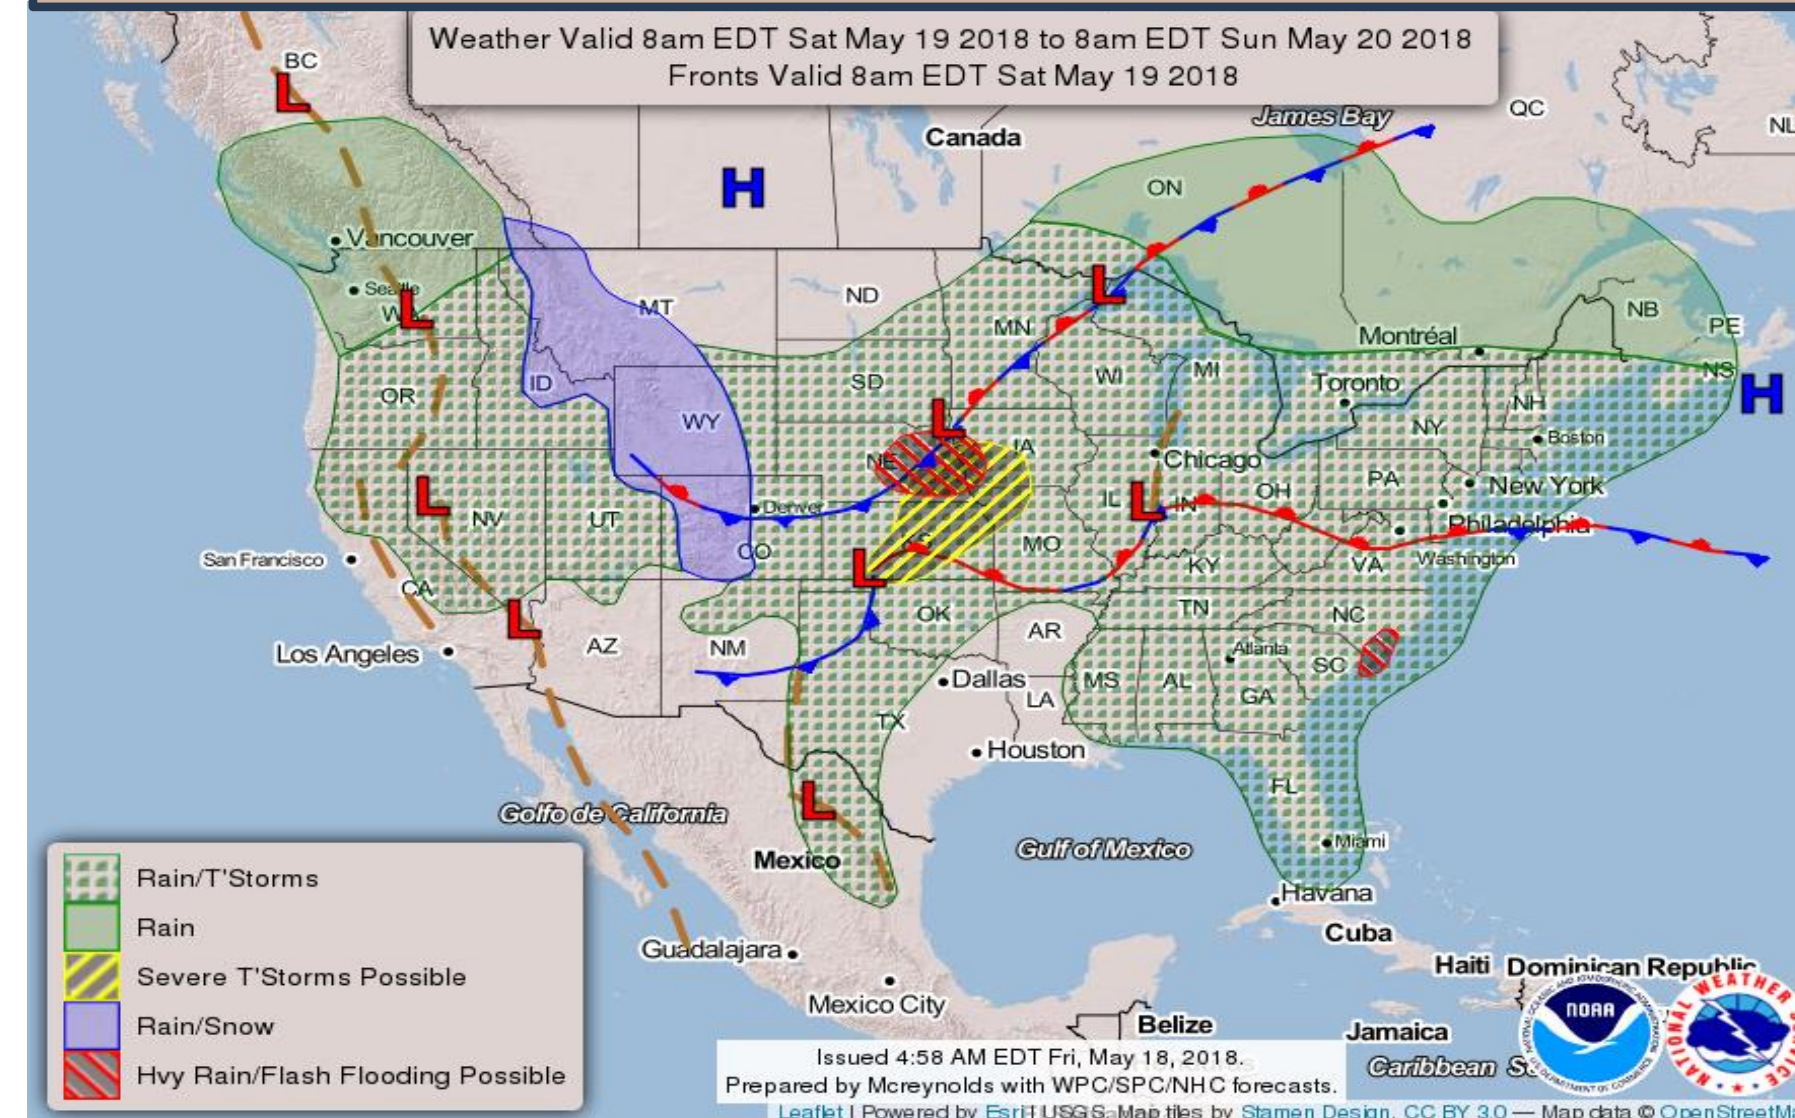 Weather Valid 8am EDT Sat May 19 2018 to 8am EDT Sun May 20 2018
Fronts Valid 8am EDT Sat May 19 2018
BC
L
QC
James Bay
NL
Canada
H
ON
Vancouver
Seattle
L
L
NB
MT
ND
MN
PE
Montréal
NS
OR
ID
SD
WI
MI
Toronto
H
WY
L
NH
NY
Boston
NE
IA
Chicago
PA
New York
L
NV
UT
Denver
IL
L
IN
OH
Philadelphia
San Francisco
CO
KS
MO
KY
VA
Washington
CA
L
OK
TN
NC
L
AZ
NM
AR
Atlanta
SC
Los Angeles
Dallas
LA
MS
AL
GA
TX
Houston
FL
L
Golfo de California
Miami
Mexico
Gulf of Mexico
Havana
Cuba
Guadalajara
Haiti
Dominican Republic
Mexico City
Belize
Jamaica
Caribbean
Rain/T'Storms
Rain
Severe T'Storms Possible
Rain/Snow
Hvy Rain/Flash Flooding Possible
Issued 4:58 AM EDT Fri, May 18, 2018.
Prepared by Mcreynolds with WPC/SPC/NHC forecasts.
Leaflet | Powered by Esri | USGS, Map tiles by Stamen Design, CC BY 3.0 — Map data © OpenStreetMa
NOAA
NATIONAL WEATHER